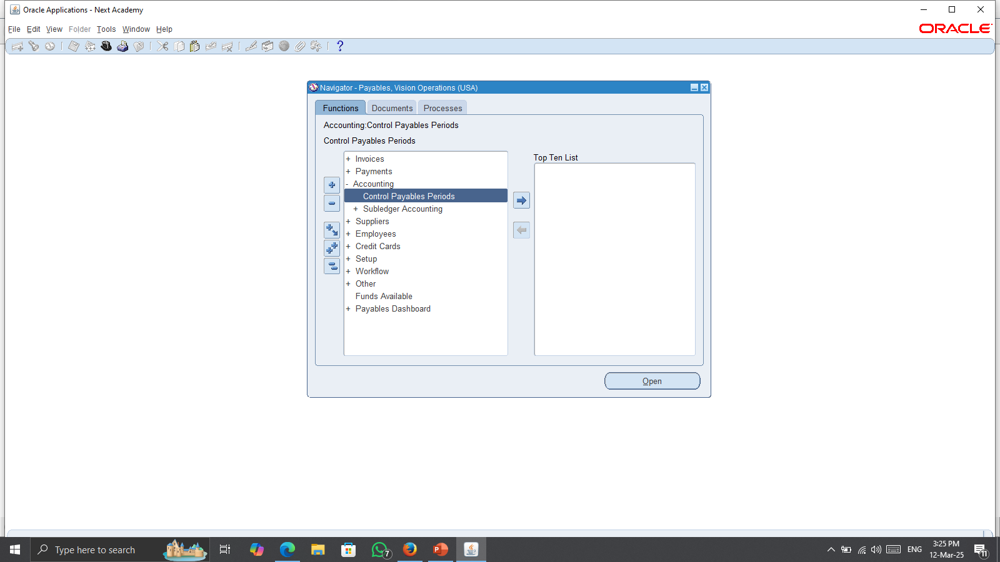 Oracle Applications - Next Academy
File Edit View Folder Tools Window Help
ORACLE
?
Navigator - Payables, Vision Operations (USA)
Functions Documents Processes
Accounting:Control Payables Periods
Control Payables Periods
+ Invoices
+ Payments
- Accounting
Control Payables Periods
+ Subledger Accounting
+ Suppliers
+ Employees
+ Credit Cards
+ Setup
+ Workflow
+ Other
Funds Available
+ Payables Dashboard
Top Ten List
Open
Type here to search
7
P
ENG
3:25 PM
12-Mar-25
11